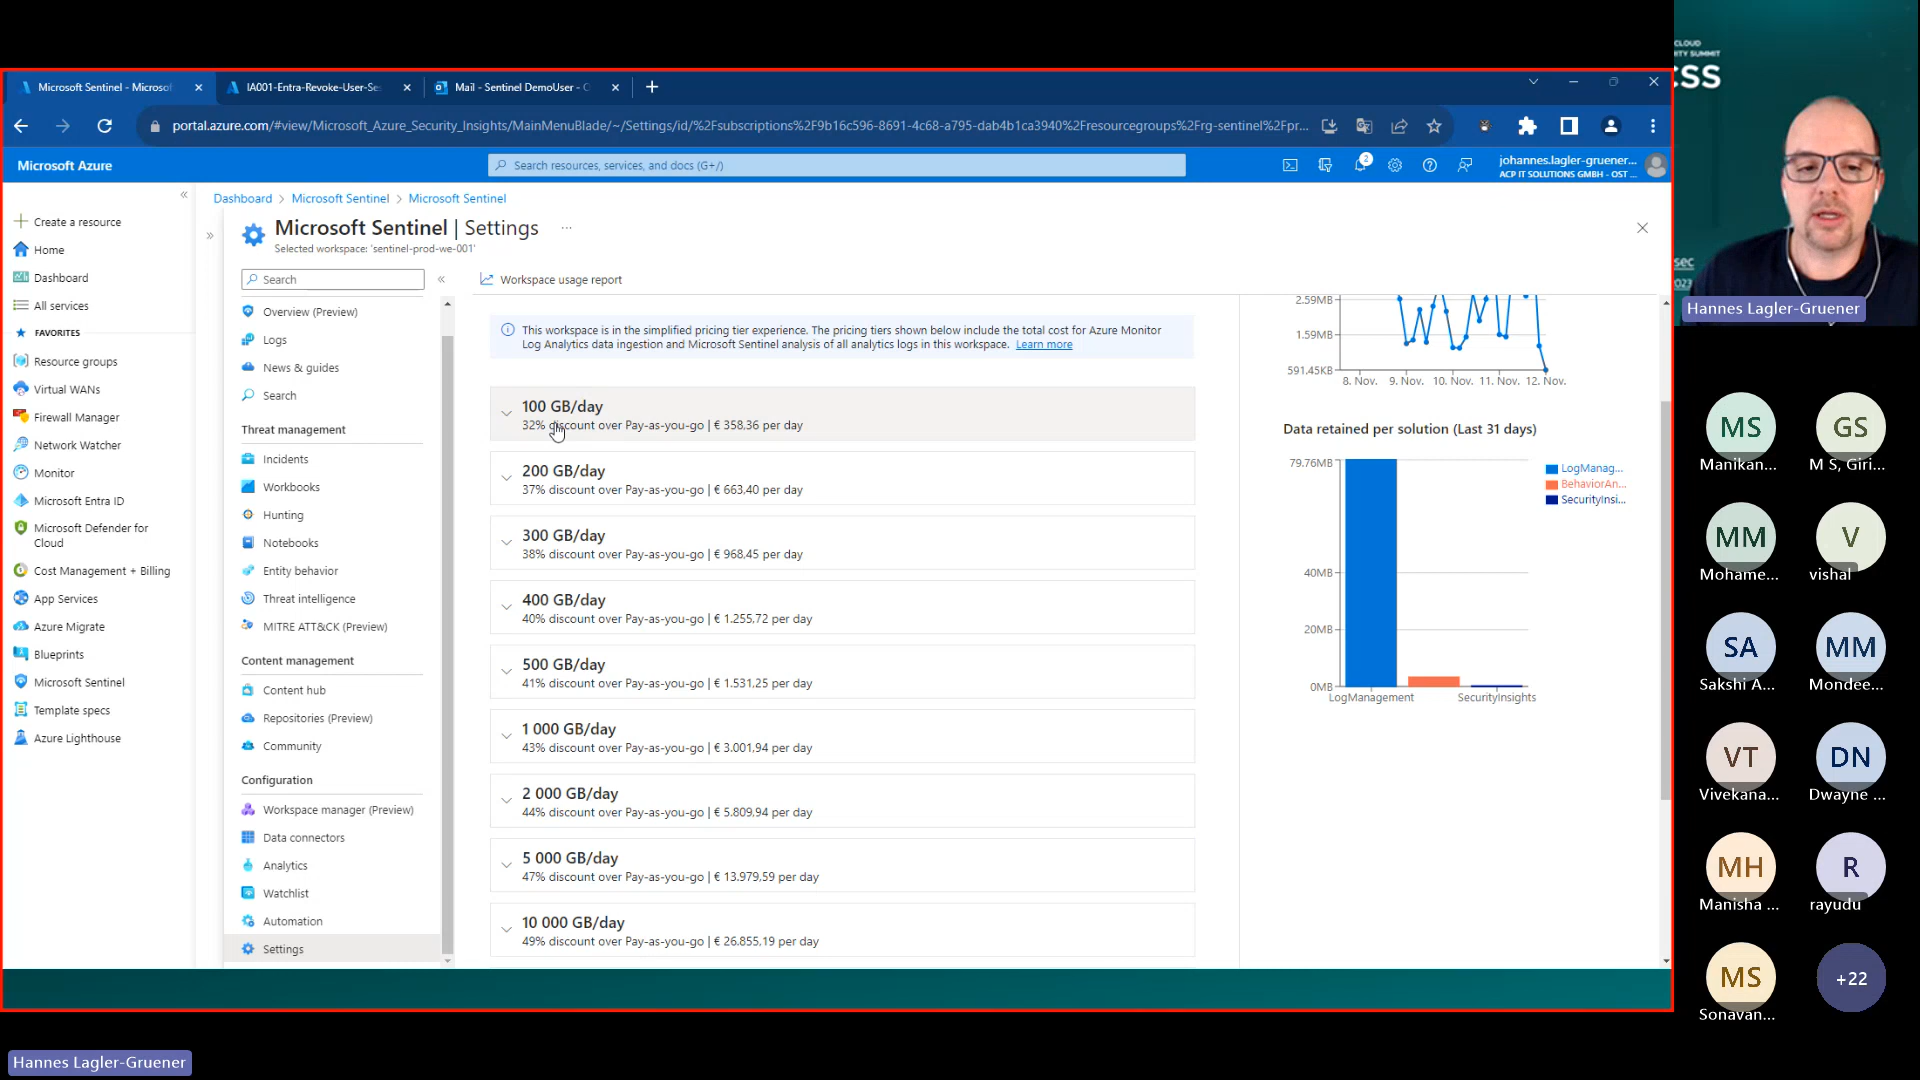 Microsoft Sentinel - Microsof
IA001-Entra-Revoke-User-Se
Mail - Sentinel DemoUser - O
portal.azure.com/#view/Microsoft_Azure_Security_Insights/MainMenuBlade/~/Settings/id/%2Fsubscriptions%2F9b16c596-8691-4c68-a795-dab4b1ca3940%2Fresourcegroups%2Frg-sentinel%2Fpr...
Microsoft Azure
Search resources, services, and docs (G+/)
2
johannes.lagler-gruener...
ACP IT SOLUTIONS GMBH - OST ...
Create a resource
Home
Dashboard
All services
FAVORITES
Resource groups
Virtual WANs
Firewall Manager
Network Watcher
Monitor
Microsoft Entra ID
Microsoft Defender for
Cloud
Cost Management + Billing
App Services
Azure Migrate
Blueprints
Microsoft Sentinel
Template specs
Azure Lighthouse
Dashboard > Microsoft Sentinel > Microsoft Sentinel
Microsoft Sentinel | Settings ...
Selected workspace: 'sentinel-prod-we-001'
Search
Overview (Preview)
Logs
News & guides
Search
Threat management
Incidents
Workbooks
Hunting
Notebooks
Entity behavior
Threat intelligence
MITRE ATT&CK (Preview)
Content management
Content hub
Repositories (Preview)
Community
Configuration
Workspace manager (Preview)
Data connectors
Analytics
Watchlist
Automation
Settings
Workspace usage report
This workspace is in the simplified pricing tier experience. The pricing tiers shown below include the total cost for Azure Monitor
Log Analytics data ingestion and Microsoft Sentinel analysis of all analytics logs in this workspace. Learn more
100 GB/day
32% discount over Pay-as-you-go | € 358,36 per day
200 GB/day
37% discount over Pay-as-you-go | € 663,40 per day
300 GB/day
38% discount over Pay-as-you-go | € 968,45 per day
400 GB/day
40% discount over Pay-as-you-go | € 1.255,72 per day
500 GB/day
41% discount over Pay-as-you-go | € 1.531,25 per day
1 000 GB/day
43% discount over Pay-as-you-go | € 3.001,94 per day
2 000 GB/day
44% discount over Pay-as-you-go | € 5.809,94 per day
5 000 GB/day
47% discount over Pay-as-you-go | € 13.979,59 per day
10 000 GB/day
49% discount over Pay-as-you-go | € 26.855,19 per day
2.59MB
1.59MB
591.45KB
8. Nov. 9. Nov. 10. Nov. 11. Nov. 12. Nov.
Data retained per solution (Last 31 days)
79.76MB
40MB
20MB
0MB
LogManagement SecurityInsights
LogManag...
BehaviorAn...
SecurityInsi...
CLOUD
ITY SUMMIT
CSS
sec
2023
Hannes Lagler-Gruener
MS
Manikan...
GS
M S, Giri...
MM
Mohame...
V
vishal
SA
Sakshi A...
MM
Mondee...
VT
Vivekana...
DN
Dwayne ...
MH
Manisha ...
R
rayudu
MS
Sonavan...
+22
Hannes Lagler-Gruener